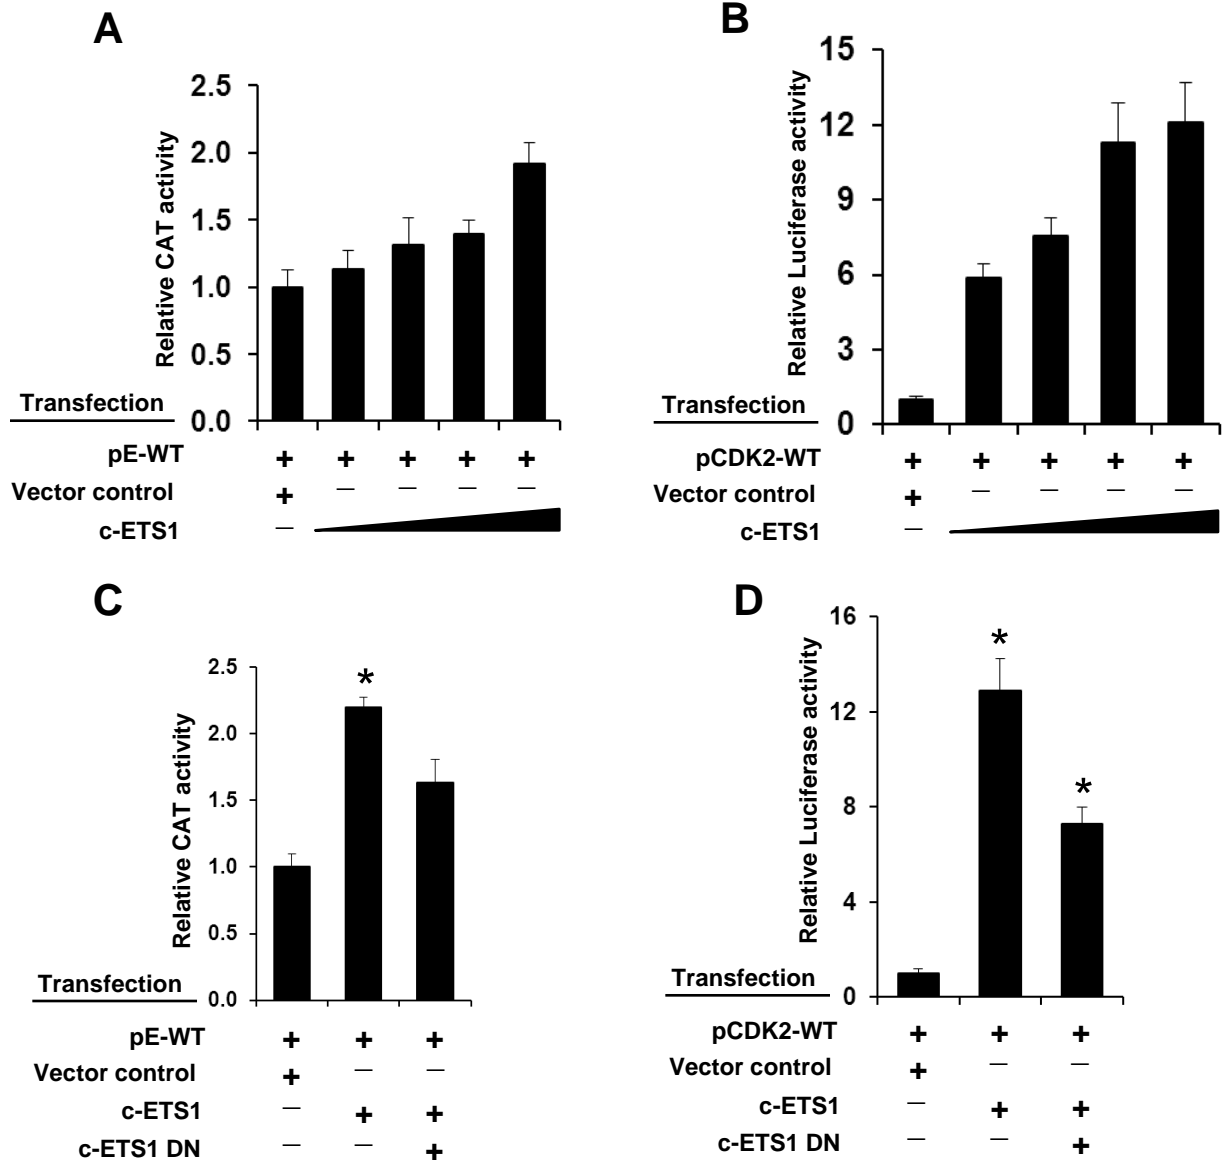 A
Relative CAT activity
2.5
2.0
1.5
1.0
0.5
0.0
Transfection
pE-WT + + + + +
Vector control + — — — —
c-ETS1 —
B
Relative Luciferase activity
15
12
9
6
3
0
Transfection
pCDK2-WT + + + + +
Vector control + — — — —
c-ETS1 —
C
Relative CAT activity
2.5
2.0
1.5
1.0
0.5
0.0
*
Transfection
pE-WT + + +
Vector control + — —
c-ETS1 — + +
c-ETS1 DN — — +
D
Relative Luciferase activity
16
12
8
4
0
*
*
Transfection
pCDK2-WT + + +
Vector control + — —
c-ETS1 — + +
c-ETS1 DN — — +